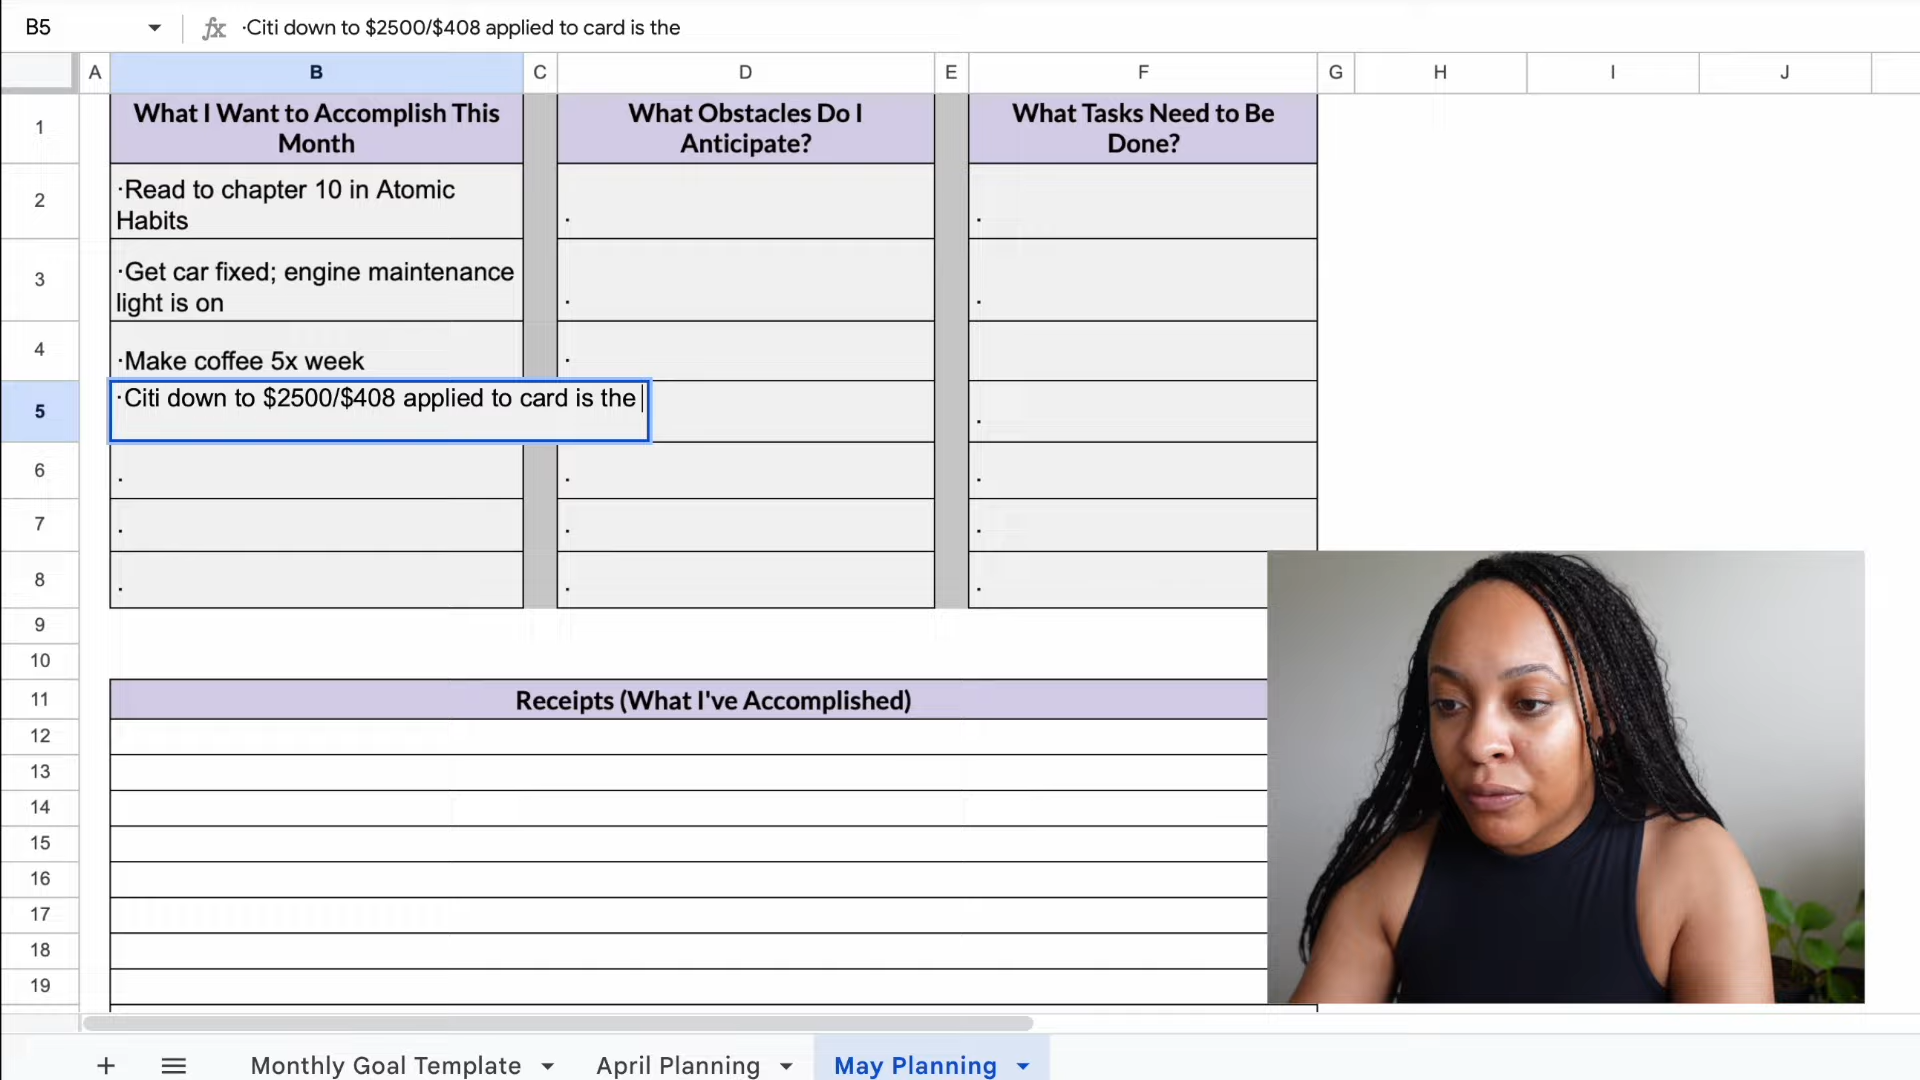 B5
fx ·Citi down to $2500/$408 applied to card is the
A B C D E F G H I J
1 What I Want to Accomplish This What Obstacles Do I What Tasks Need to Be
Month Anticipate? Done?
2 ·Read to chapter 10 in Atomic
Habits · ·
3 ·Get car fixed; engine maintenance
light is on · ·
4 ·Make coffee 5x week ·
5 ·Citi down to $2500/$408 applied to card is the ·
6 · · ·
7 · · ·
8 · · ·
9
10
11 Receipts (What I've Accomplished)
12
13
14
15
16
17
18
19
Monthly Goal Template April Planning May Planning